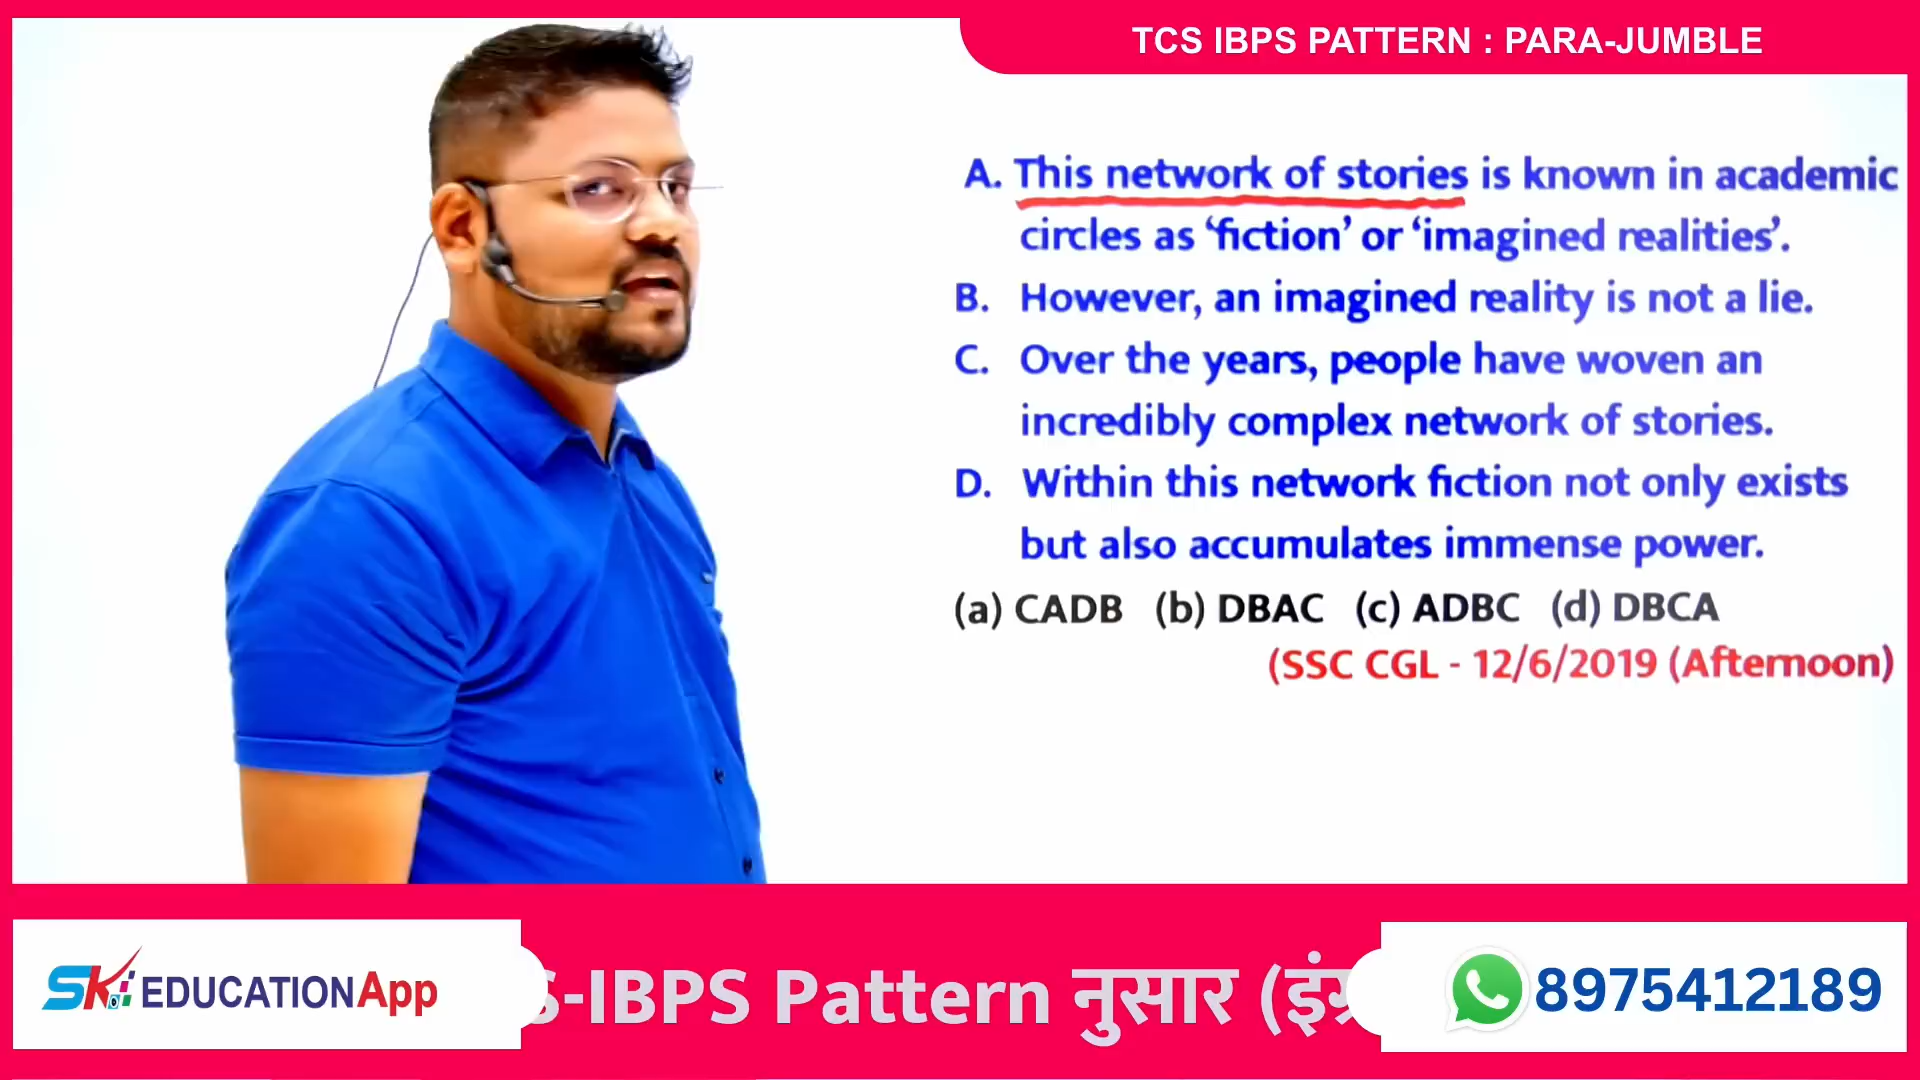 TCS IBPS PATTERN : PARA-JUMBLE
A. This network of stories is known in academic
circles as ‘fiction’ or ‘imagined realities’.
B. However, an imagined reality is not a lie.
C. Over the years, people have woven an
incredibly complex network of stories.
D. Within this network fiction not only exists
but also accumulates immense power.
(a) CADB (b) DBAC (c) ADBC (d) DBCA
(SSC CGL - 12/6/2019 (Afternoon)
SK EDUCATION App
S-IBPS Pattern नुसार
8975412189